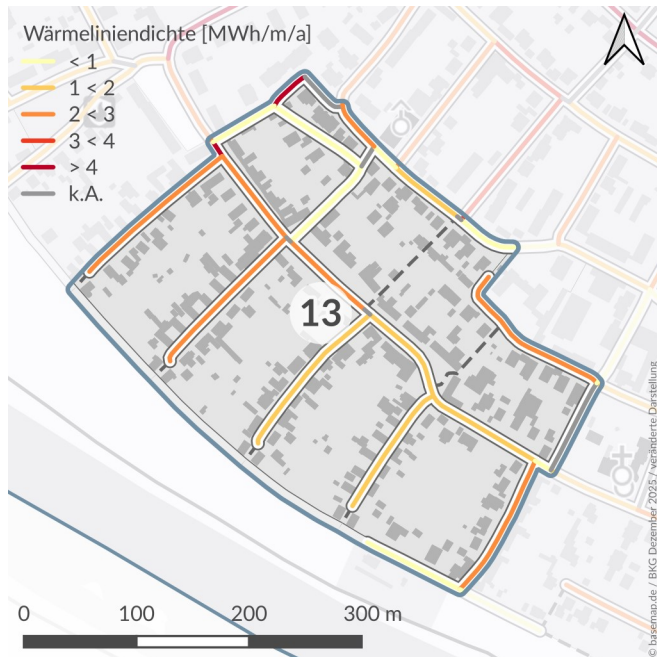 Wärmeliniendichte [MWh/m/a]
< 1
1 < 2
2 < 3
3 < 4
> 4
k.A.
13
0 100 200 300 m
© basemap.de / BKG Dezember 2025 / veränderte Darstellung